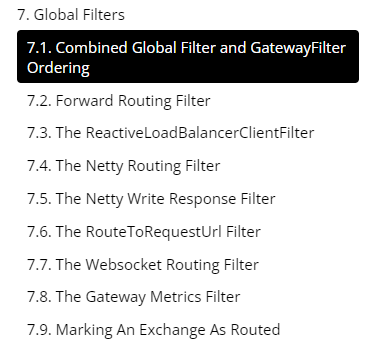 7. Global Filters
7.1. Combined Global Filter and GatewayFilter
Ordering
7.2. Forward Routing Filter
7.3. The ReactiveLoadBalancerClientFilter
7.4. The Netty Routing Filter
7.5. The Netty Write Response Filter
7.6. The RouteToRequestUrl Filter
7.7. The Websocket Routing Filter
7.8. The Gateway Metrics Filter
7.9. Marking An Exchange As Routed